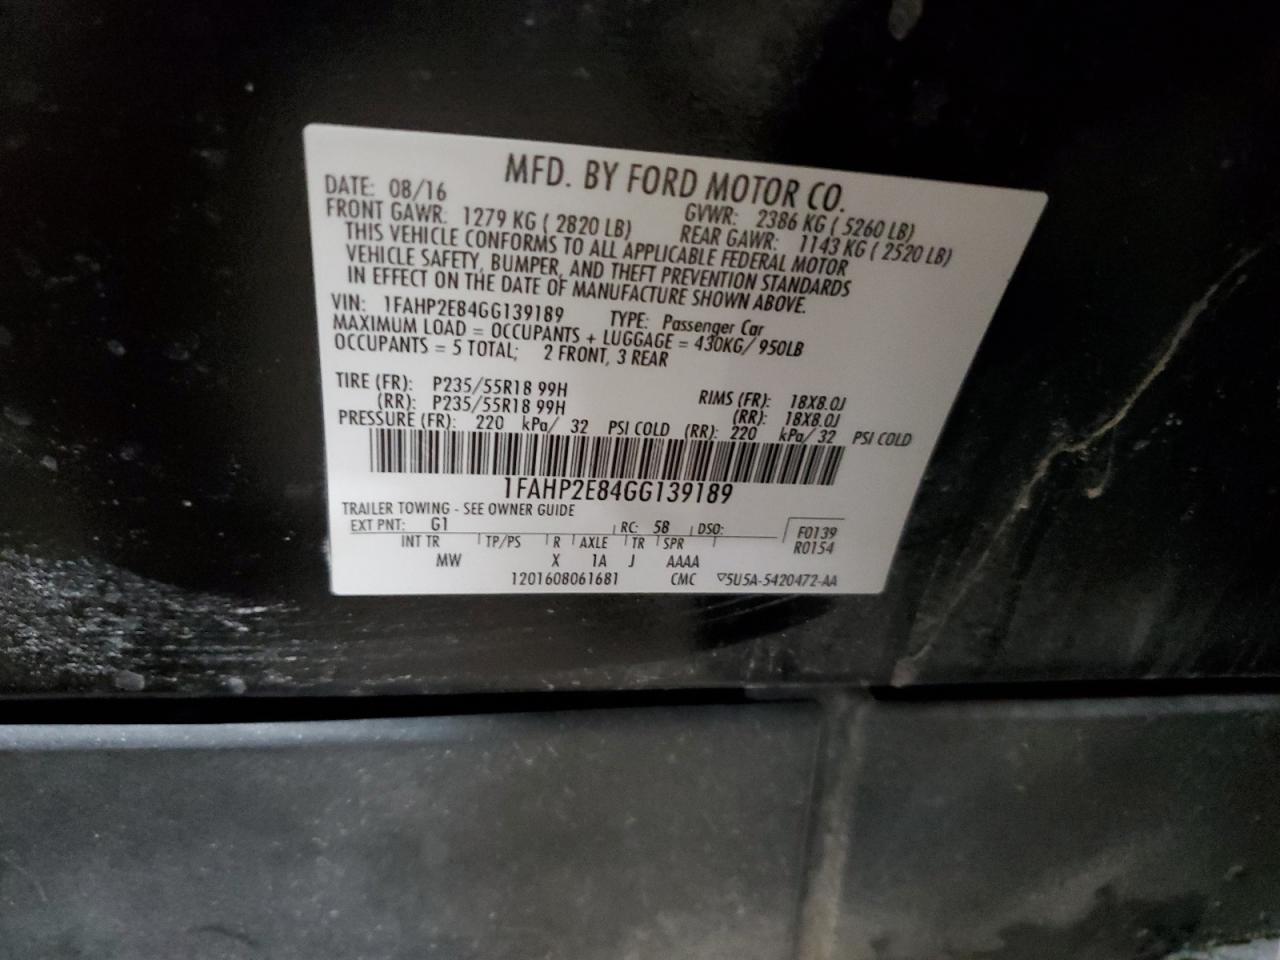 MFD. BY FORD MOTOR CO.
DATE: 08/16 GVWR: 2386 KG ( 5260 LB)
FRONT GAWR: 1279 KG ( 2820 LB) REAR GAWR: 1143 KG ( 2520 LB)
THIS VEHICLE CONFORMS TO ALL APPLICABLE FEDERAL MOTOR
VEHICLE SAFETY, BUMPER, AND THEFT PREVENTION STANDARDS
IN EFFECT ON THE DATE OF MANUFACTURE SHOWN ABOVE.
VIN: 1FAHP2E84GG139189 TYPE: Passenger Car
MAXIMUM LOAD = OCCUPANTS + LUGGAGE = 430KG/ 950LB
OCCUPANTS = 5 TOTAL; 2 FRONT, 3 REAR
TIRE (FR): P235/55R18 99H RIMS (FR): 18X8.0J
(RR): P235/55R18 99H (RR): 18X8.0J
PRESSURE (FR): 220 kPa/ 32 PSI COLD (RR): 220 kPa/ 32 PSI COLD
1FAHP2E84GG139189
TRAILER TOWING - SEE OWNER GUIDE
EXT PNT: G1 RC: 58 DSO: F0139
INT TR TP/PS R AXLE TR SPR R0154
MW X 1A J AAAA
1201608061681 CMC ▽5U5A-5420472-AA